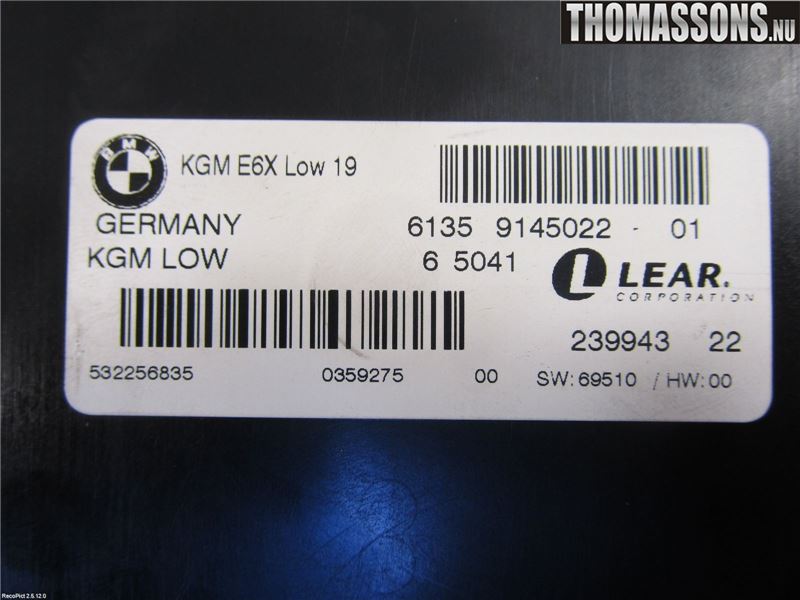 THOMASSONS.NU
BMW
KGM E6X Low 19
GERMANY 6135 9145022 - 01
KGM LOW 6 5041
LEAR.
CORPORATION
239943 22
532256835 0359275 00 SW: 69510 / HW: 00
RecoPict 2.5.12.0